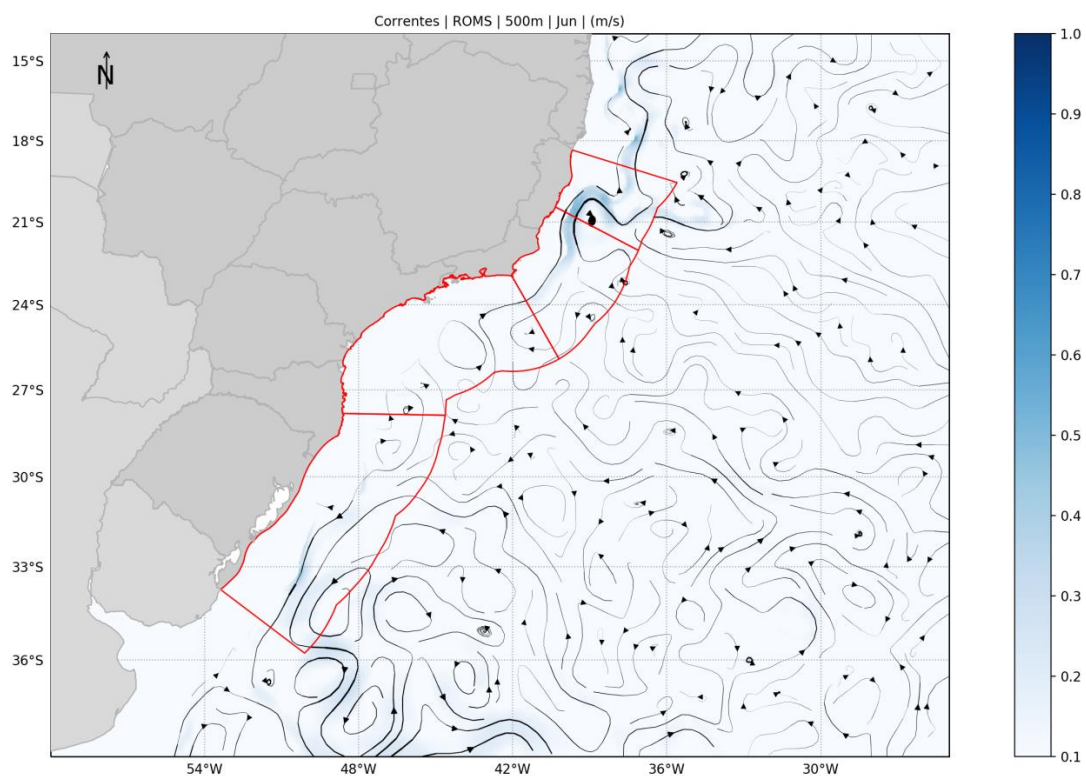 Correntes | ROMS | 500m | Jun | (m/s)
N
15°S
18°S
21°S
24°S
27°S
30°S
33°S
36°S
54°W 48°W 42°W 36°W 30°W
1.0
0.9
0.8
0.7
0.6
0.5
0.4
0.3
0.2
0.1